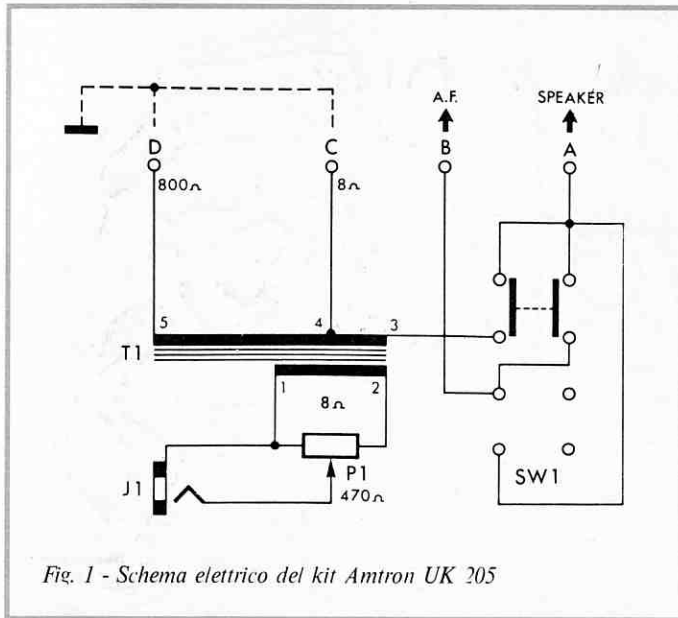 A.F. SPEAKER
D C B A
800Ω 8Ω
5 4 3
T1
1 2
8Ω
P1
J1 470Ω SW1
Fig. 1 - Schema elettrico del kit Amtron UK 205